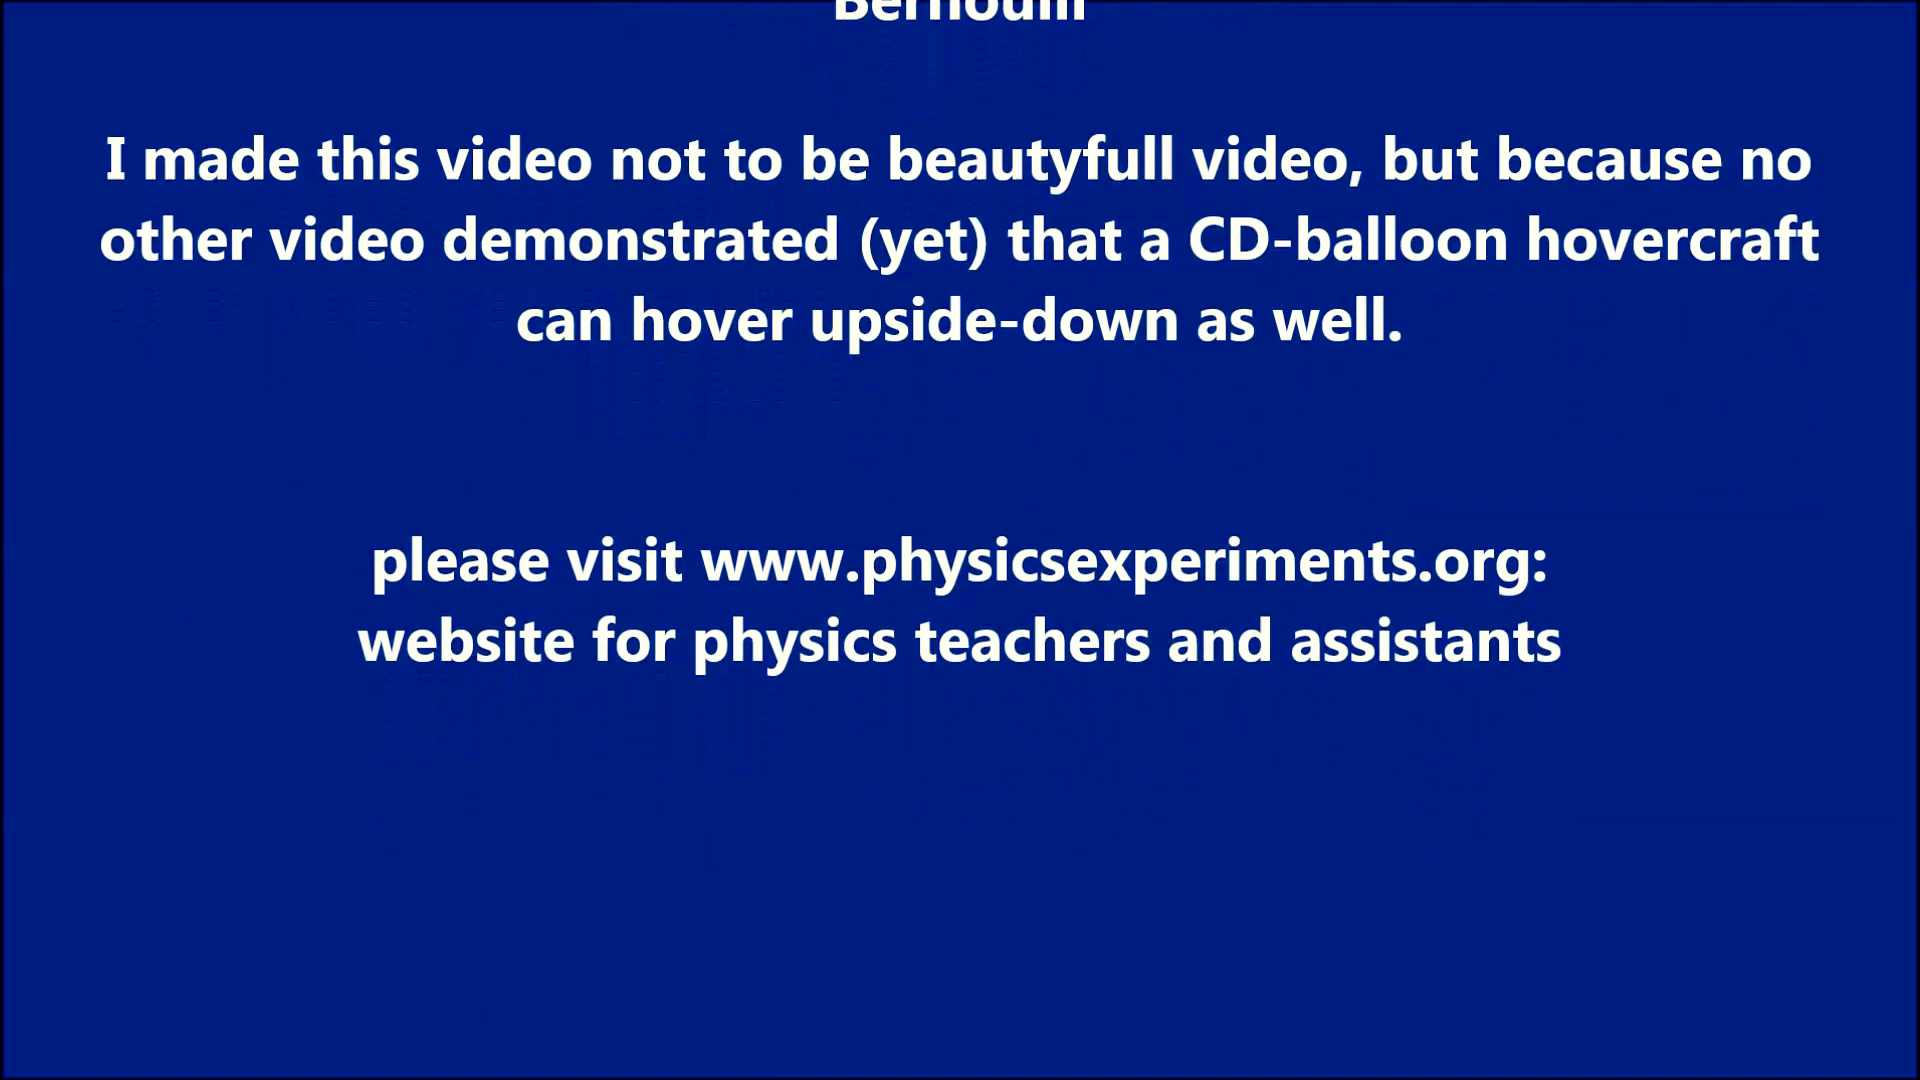 Bernoulli
I made this video not to be beautyfull video, but because no
other video demonstrated (yet) that a CD-balloon hovercraft
can hover upside-down as well.
please visit www.physicsexperiments.org:
website for physics teachers and assistants